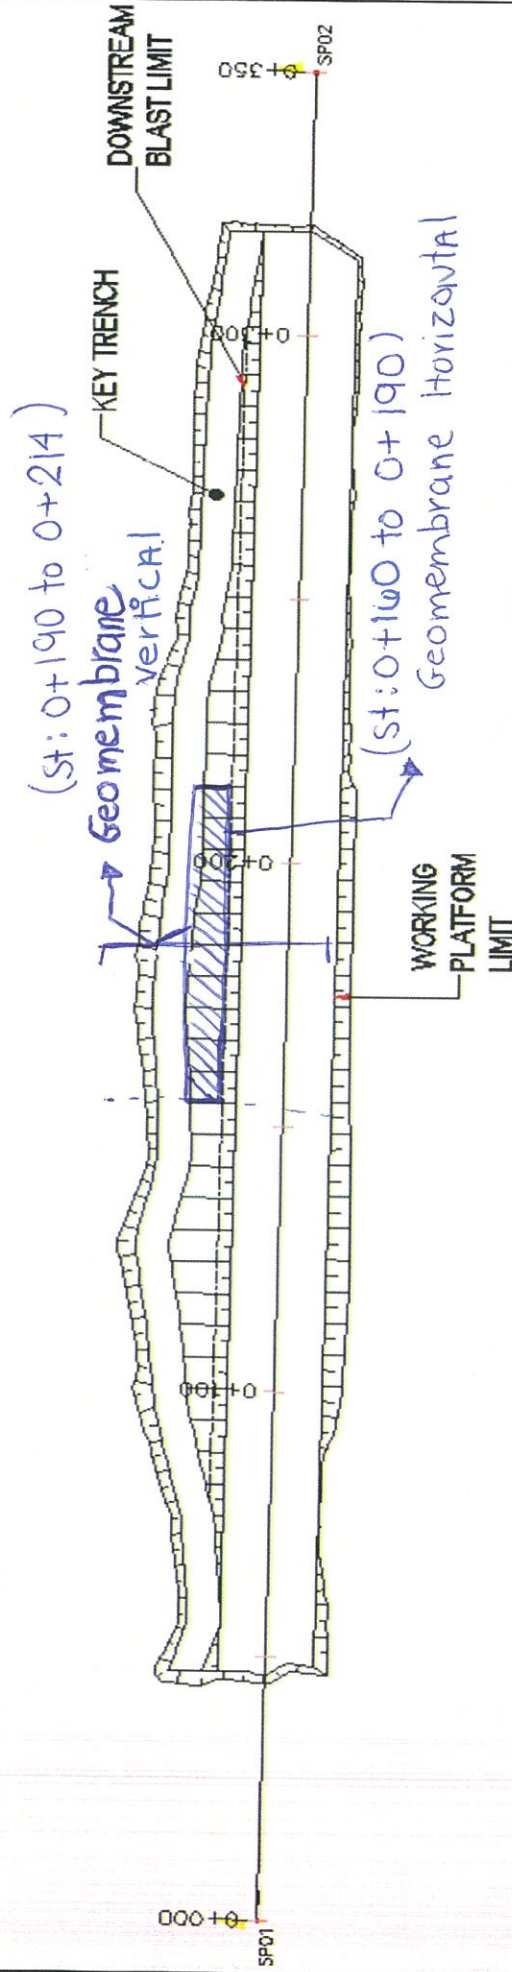 (St: 0+190 to 0+214)
Geomembrane
vertical
KEY TRENCH
DOWNSTREAM
BLAST LIMIT
0+350
SP02
0+300
0+200
0+100
0+000
SP01
(St: 0+160 to 0+190)
Geomembrane Horizontal
WORKING
PLATFORM
LIMIT